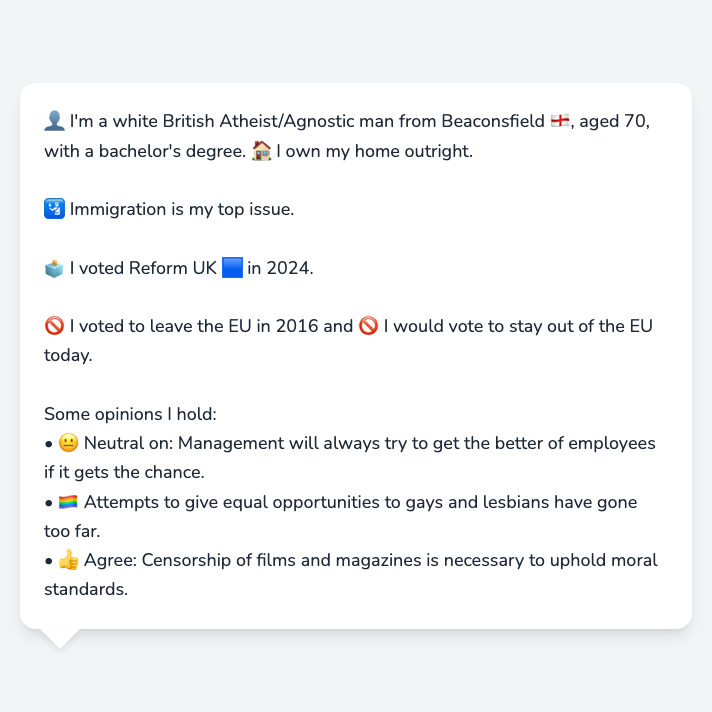 👤 I'm a white British Atheist/Agnostic man from Beaconsfield 🏴󠁧󠁢󠁥󠁮󠁧󠁿, aged 70,
with a bachelor's degree. 🏠 I own my home outright.
🛂 Immigration is my top issue.
🗳️ I voted Reform UK 🟦 in 2024.
🚫 I voted to leave the EU in 2016 and 🚫 I would vote to stay out of the EU
today.
Some opinions I hold:
• 😐 Neutral on: Management will always try to get the better of employees
if it gets the chance.
• 🏳️‍🌈 Attempts to give equal opportunities to gays and lesbians have gone
too far.
• 👍 Agree: Censorship of films and magazines is necessary to uphold moral
standards.